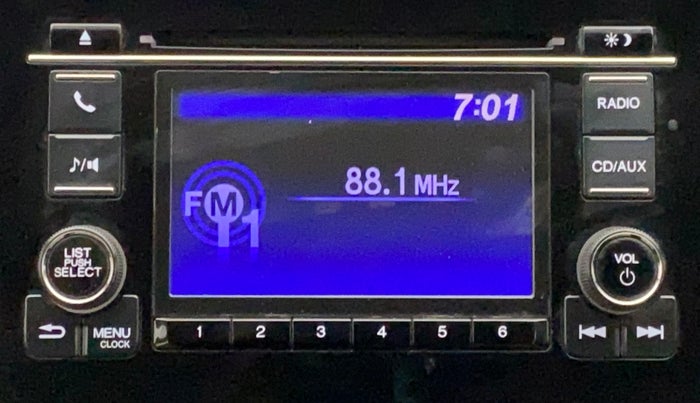 7:01
RADIO
CD/AUX
88.1 MHz
FM
1
LIST
PUSH
SELECT
VOL
MENU
CLOCK
1 2 3 4 5 6